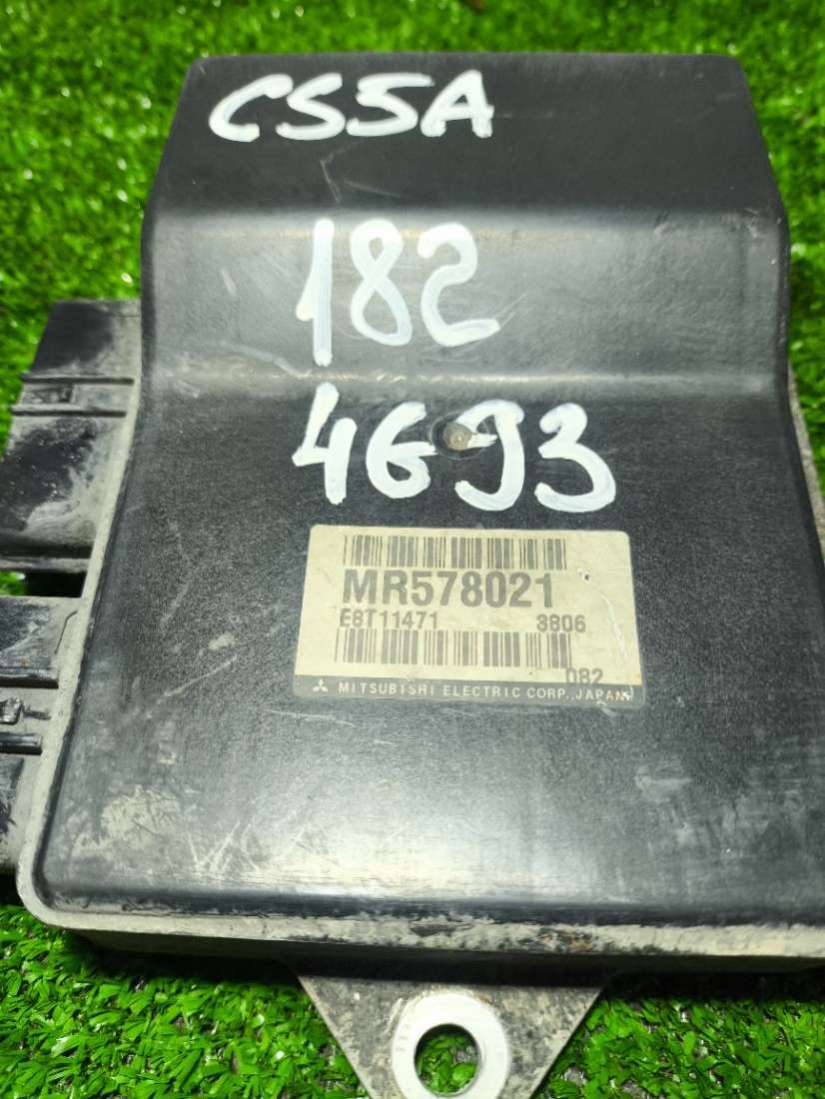 CS5A
182
4G93
MR578021
E8T11471 3806
082
MITSUBISHI ELECTRIC CORP.,JAPAN